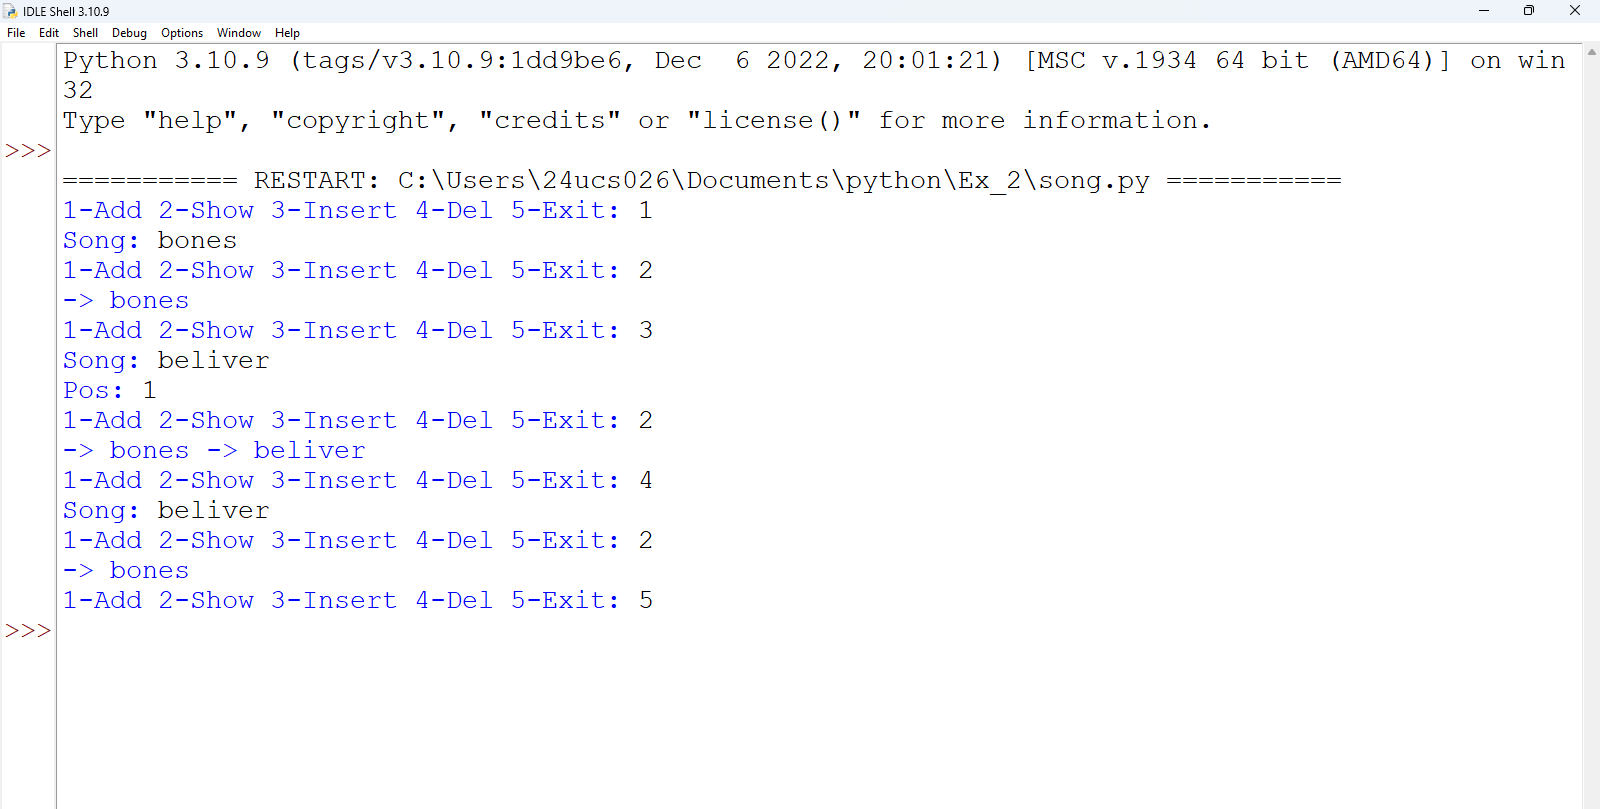 IDLE Shell 3.10.9
File Edit Shell Debug Options Window Help
Python 3.10.9 (tags/v3.10.9:1dd9be6, Dec  6 2022, 20:01:21) [MSC v.1934 64 bit (AMD64)] on win
32
Type "help", "copyright", "credits" or "license()" for more information.
>>>
=========== RESTART: C:\Users\24ucs026\Documents\python\Ex_2\song.py ===========
1-Add 2-Show 3-Insert 4-Del 5-Exit: 1
Song: bones
1-Add 2-Show 3-Insert 4-Del 5-Exit: 2
-> bones
1-Add 2-Show 3-Insert 4-Del 5-Exit: 3
Song: beliver
Pos: 1
1-Add 2-Show 3-Insert 4-Del 5-Exit: 2
-> bones -> beliver
1-Add 2-Show 3-Insert 4-Del 5-Exit: 4
Song: beliver
1-Add 2-Show 3-Insert 4-Del 5-Exit: 2
-> bones
1-Add 2-Show 3-Insert 4-Del 5-Exit: 5
>>>